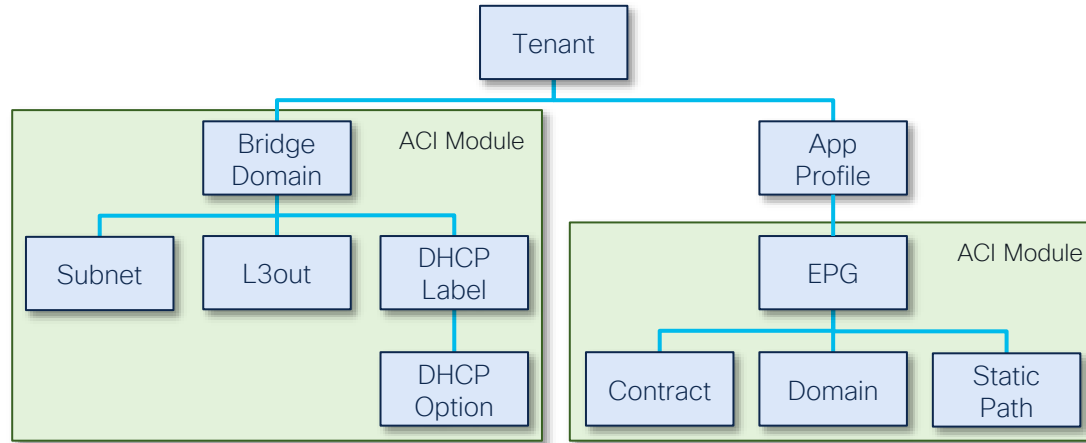 Tenant
Bridge
Domain
ACI Module
App
Profile
Subnet
L3out
DHCP
Label
EPG
ACI Module
DHCP
Option
Contract
Domain
Static
Path